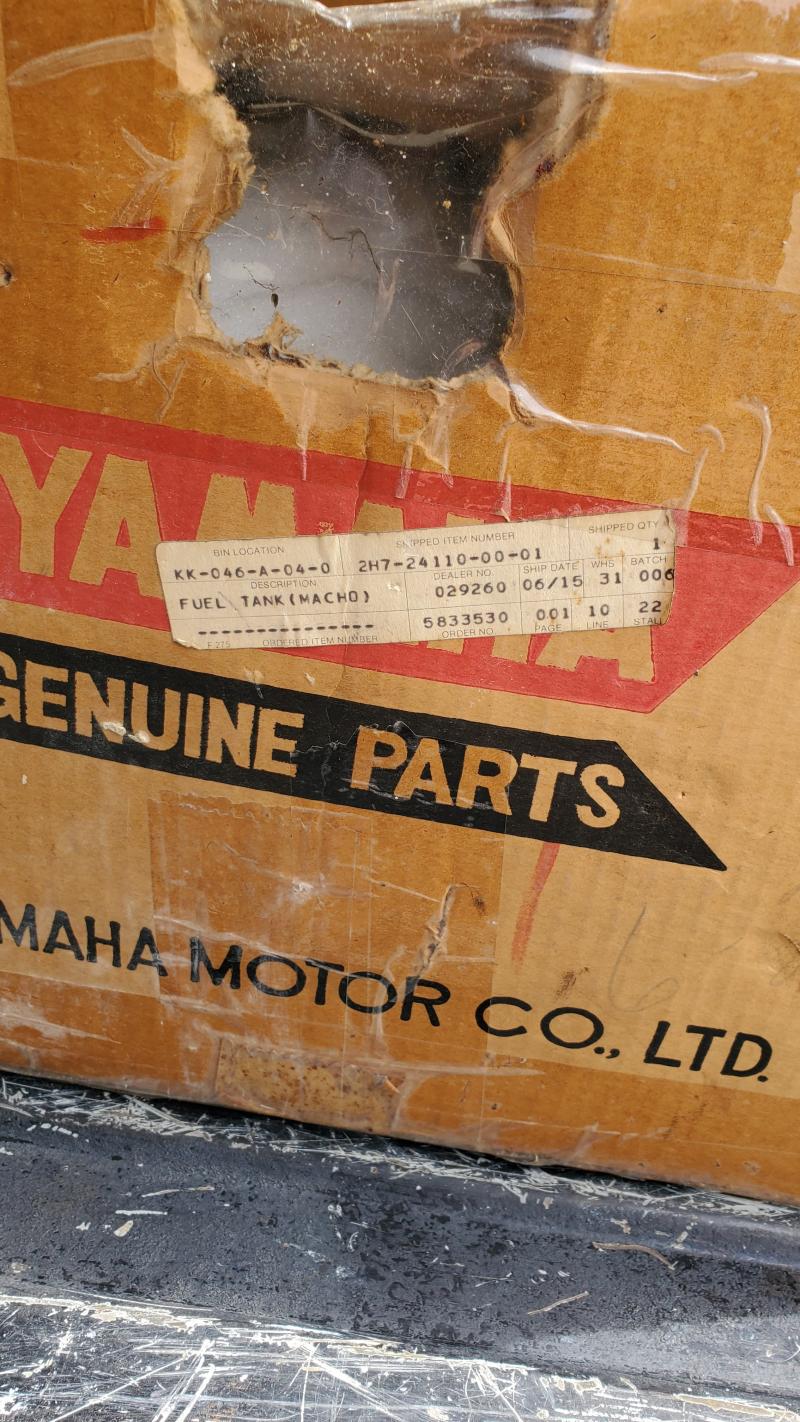 YAMAHA
BIN LOCATION SHIPPED ITEM NUMBER SHIPPED QTY
KK-046-A-04-0 2H7-24110-00-01 1
DESCRIPTION DEALER NO. SHIP DATE WHS BATCH
FUEL TANK(MACHO) 029260 06/15 31 006
--------------- 5833530 001 10 22
F 275 ORDERED ITEM NUMBER ORDER NO. PAGE LINE STALL
GENUINE PARTS
MAHA MOTOR CO., LTD.